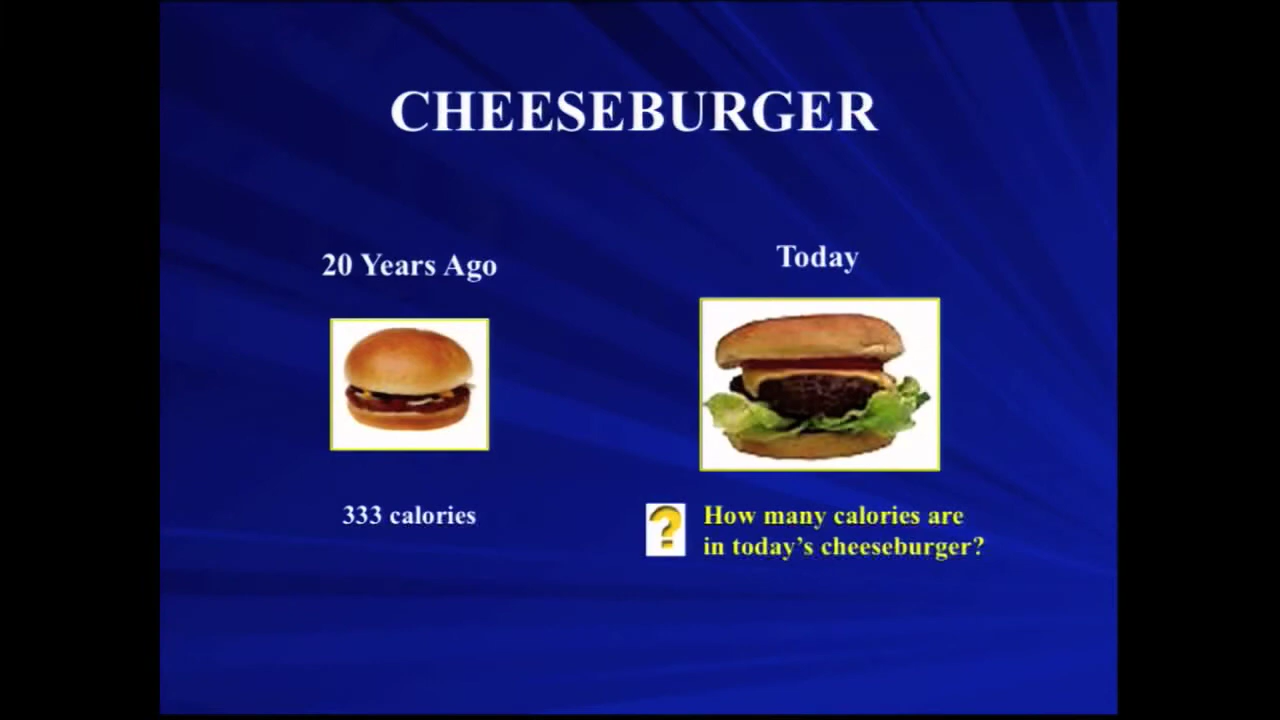 CHEESEBURGER
20 Years Ago
Today
333 calories
? How many calories are
in today's cheeseburger?